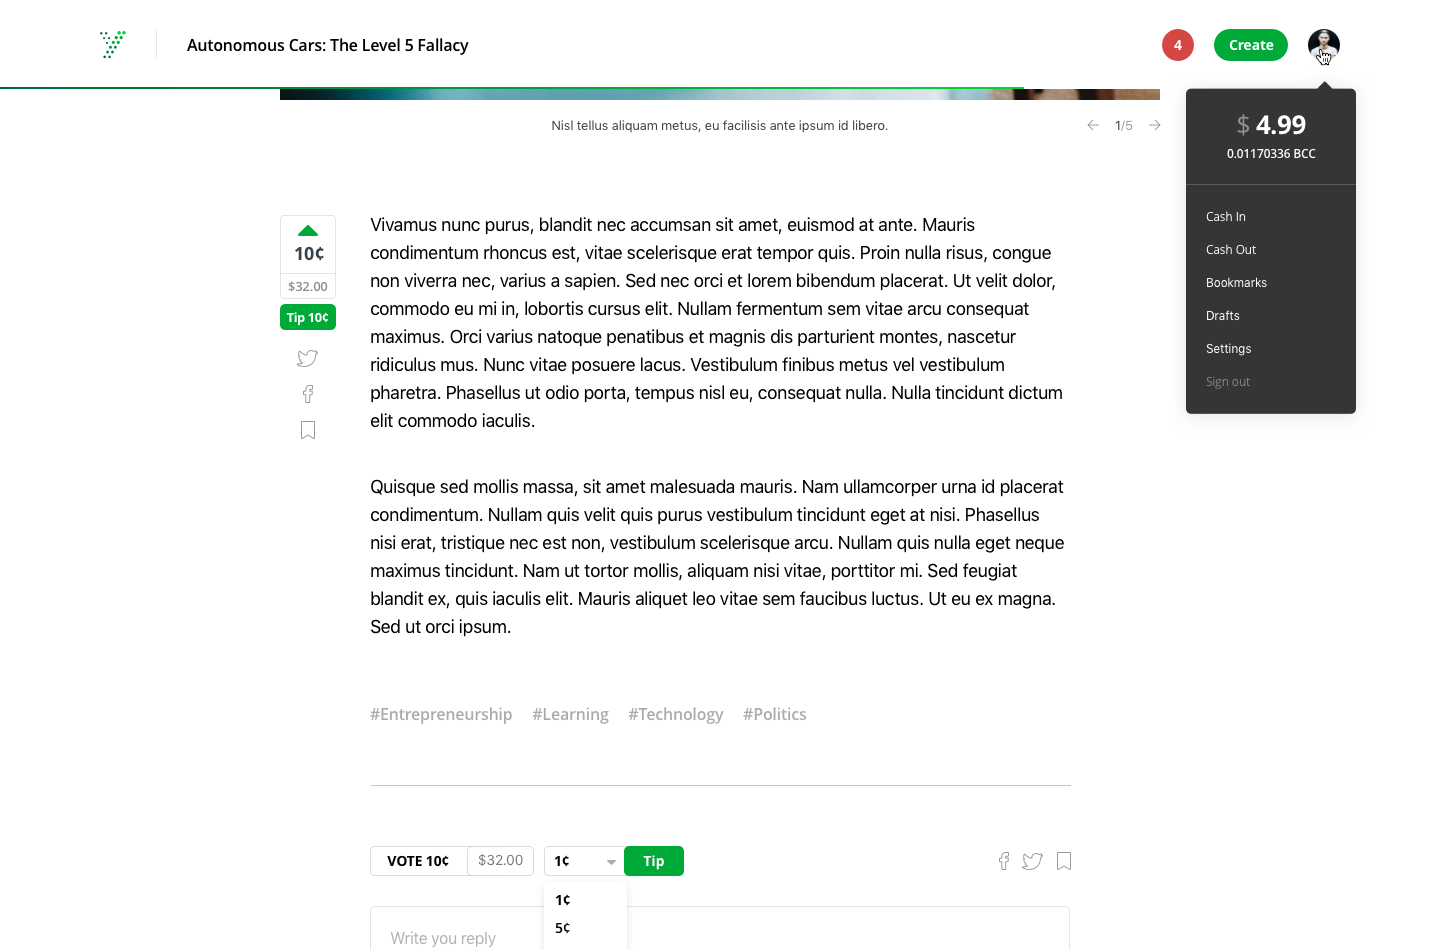 Autonomous Cars: The Level 5 Fallacy
4
Create
$ 4.99
0.01170336 BCC
Cash In
Cash Out
Bookmarks
Drafts
Settings
Sign out
Nisl tellus aliquam metus, eu facilisis ante ipsum id libero.
1/5
10¢
$32.00
Tip 10¢
Vivamus nunc purus, blandit nec accumsan sit amet, euismod at ante. Mauris
condimentum rhoncus est, vitae scelerisque erat tempor quis. Proin nulla risus, congue
non viverra nec, varius a sapien. Sed nec orci et lorem bibendum placerat. Ut velit dolor,
commodo eu mi in, lobortis cursus elit. Nullam fermentum sem vitae arcu consequat
maximus. Orci varius natoque penatibus et magnis dis parturient montes, nascetur
ridiculus mus. Nunc vitae posuere lacus. Vestibulum finibus metus vel vestibulum
pharetra. Phasellus ut odio porta, tempus nisl eu, consequat nulla. Nulla tincidunt dictum
elit commodo iaculis.
Quisque sed mollis massa, sit amet malesuada mauris. Nam ullamcorper urna id placerat
condimentum. Nullam quis velit quis purus vestibulum tincidunt eget at nisi. Phasellus
nisi erat, tristique nec est non, vestibulum scelerisque arcu. Nullam quis nulla eget neque
maximus tincidunt. Nam ut tortor mollis, aliquam nisi vitae, porttitor mi. Sed feugiat
blandit ex, quis iaculis elit. Mauris aliquet leo vitae sem faucibus luctus. Ut eu ex magna.
Sed ut orci ipsum.
#Entrepreneurship #Learning #Technology #Politics
VOTE 10¢ $32.00 1¢ Tip
1¢
5¢
Write you reply